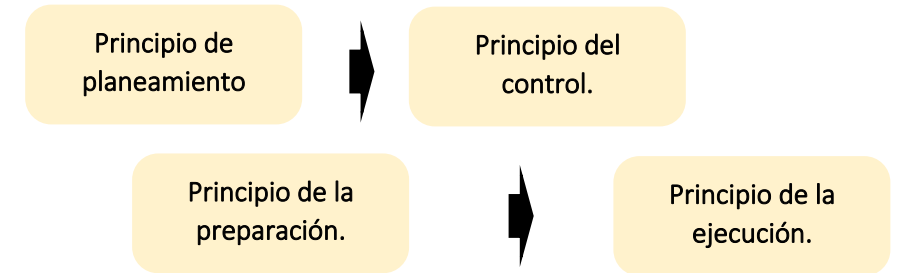 Principio de
planeamiento
Principio del
control.
Principio de la
preparación.
Principio de la
ejecución.